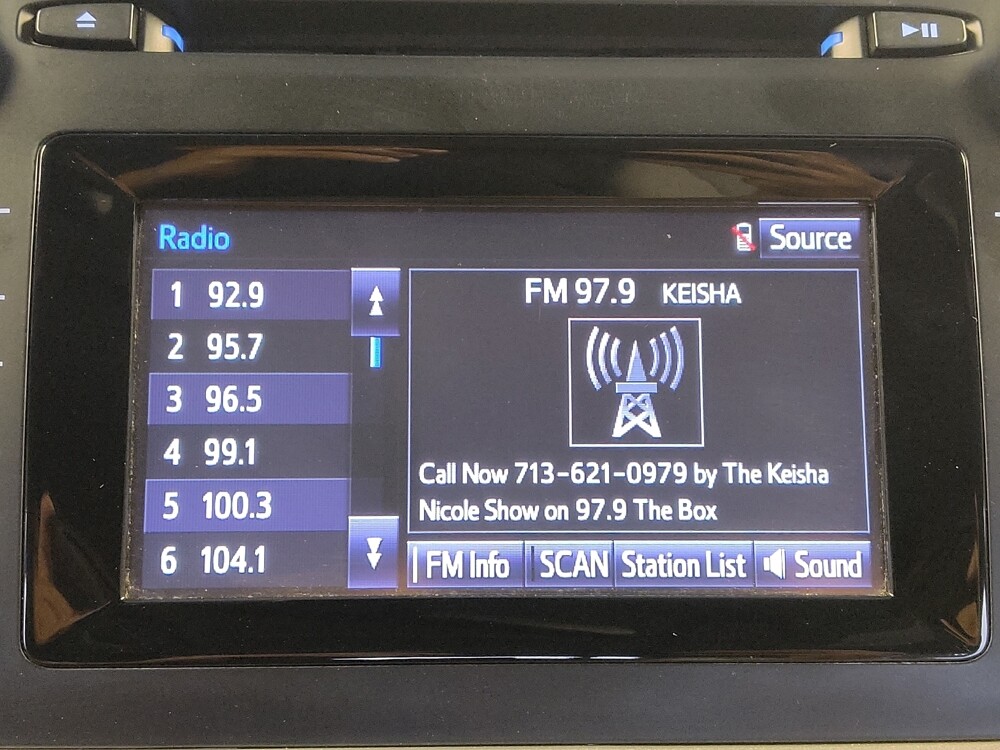 Radio
Source
1 92.9
2 95.7
3 96.5
4 99.1
5 100.3
6 104.1
FM 97.9 KEISHA
Call Now 713-621-0979 by The Keisha
Nicole Show on 97.9 The Box
FM Info
SCAN
Station List
Sound